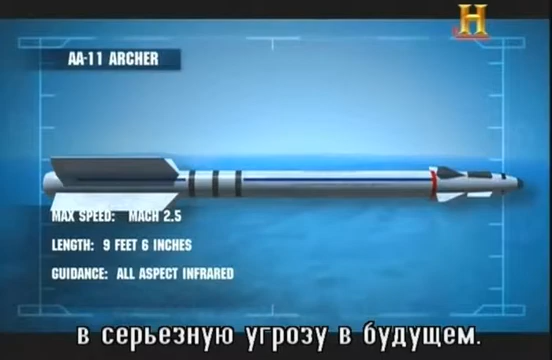 H
AA-11 ARCHER
MAX SPEED: MACH 2.5
LENGTH: 9 FEET 6 INCHES
GUIDANCE: ALL ASPECT INFRARED
в серьезную угрозу в будущем.